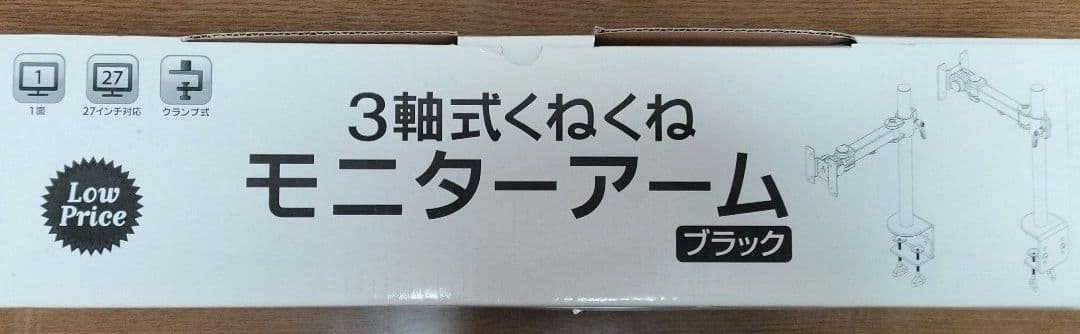 1
1面
27
27インチ対応
クランプ式
Low
Price
3軸式くねくね
モニターアーム
ブラック